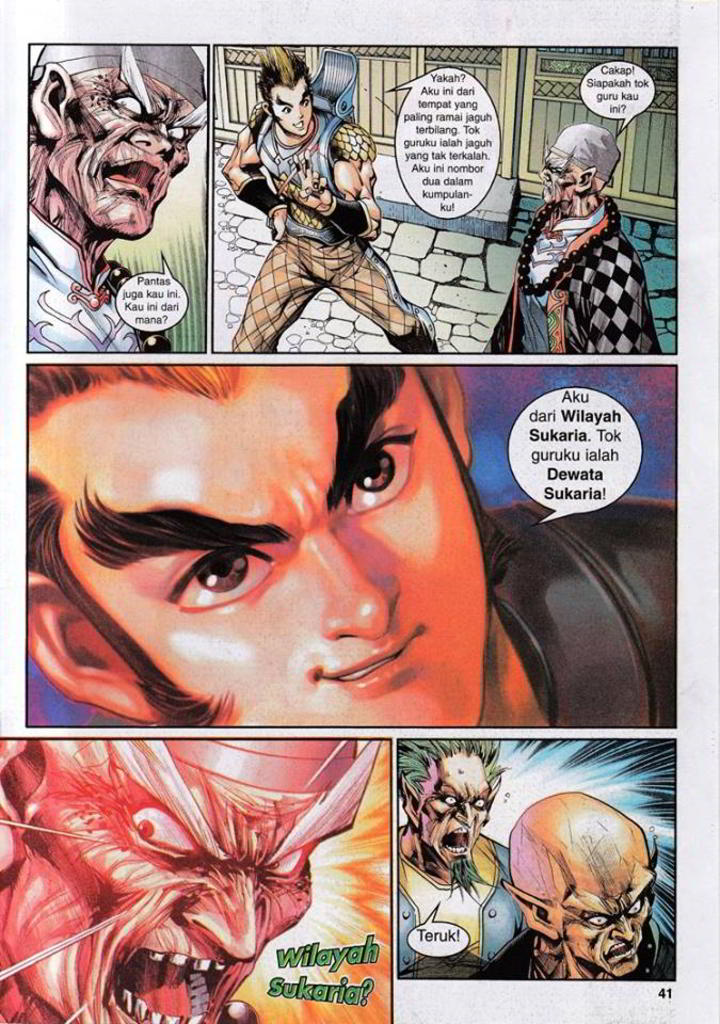 Pantas
juga kau ini.
Kau ini dari
mana?
Yakah?
Aku ini dari
tempat yang
paling ramai jaguh
terbilang. Tok
guruku ialah jaguh
yang tak terkalah.
Aku ini nombor
dua dalam
kumpulan-
ku!
Cakap!
Siapakah tok
guru kau
ini?
Aku
dari Wilayah
Sukaria. Tok
guruku ialah
Dewata
Sukaria!
Wilayah
Sukaria?
Teruk!
41